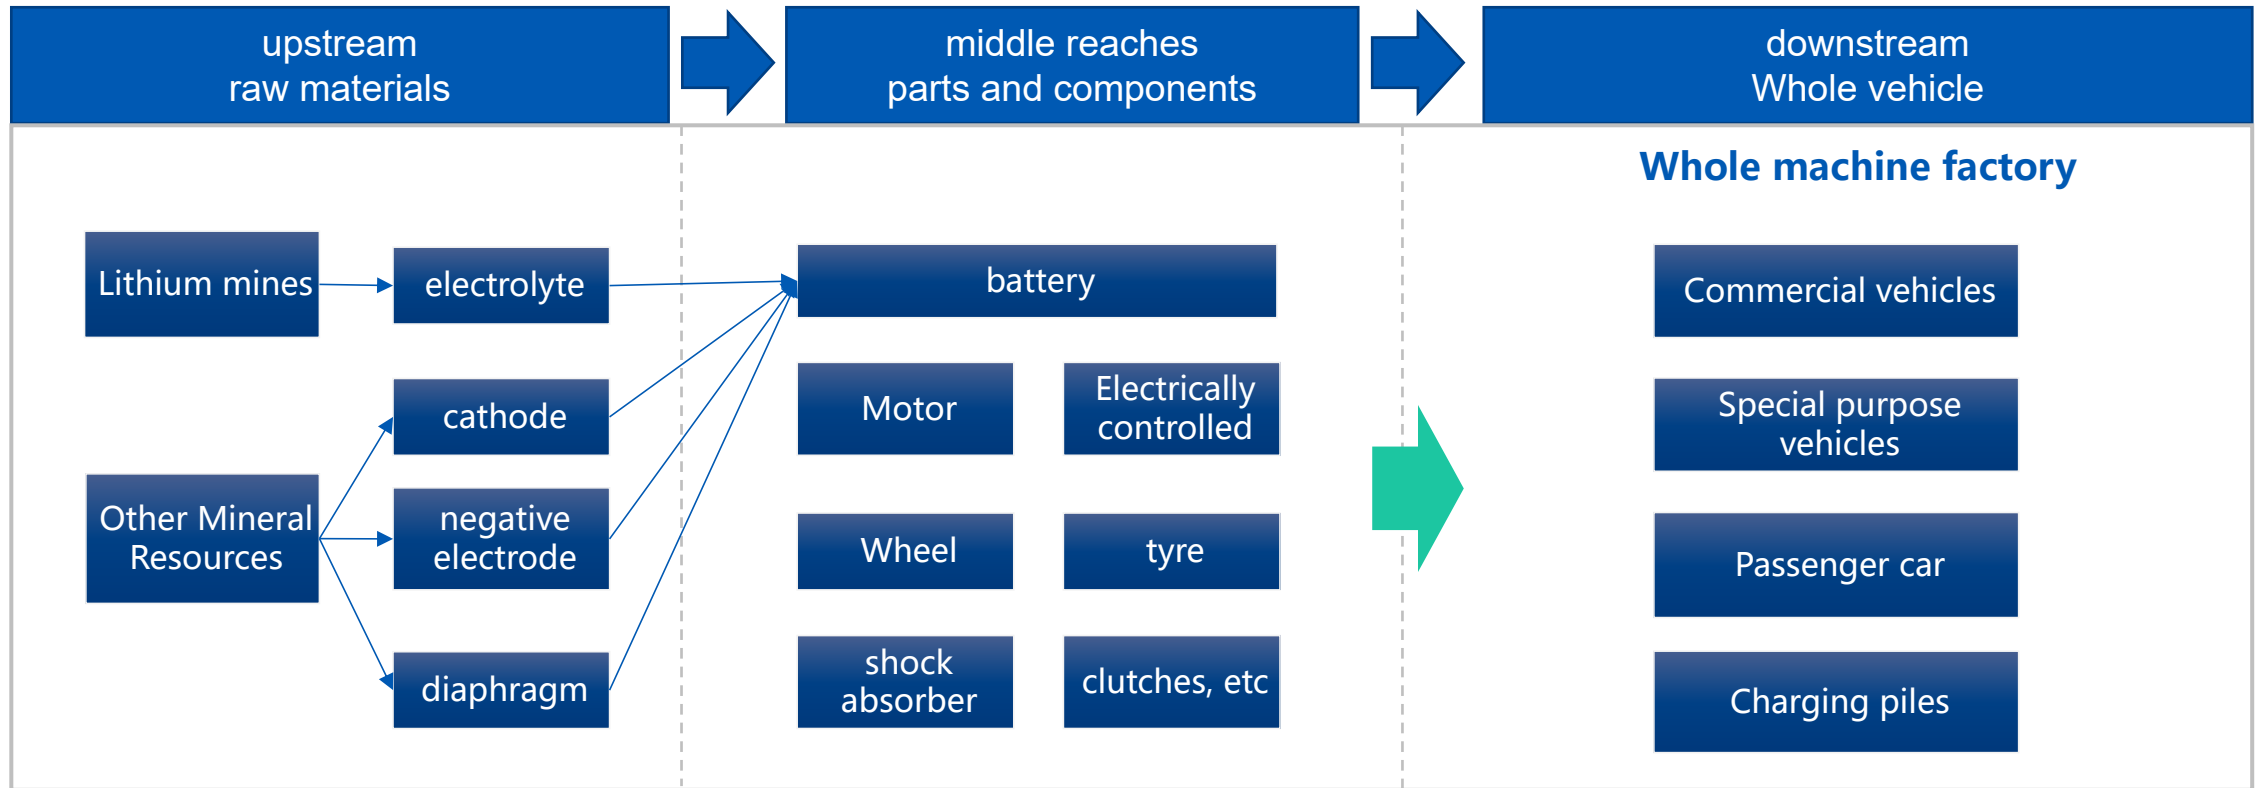 upstream
raw materials
middle reaches
parts and components
downstream
Whole vehicle
Whole machine factory
Lithium mines
electrolyte
cathode
Other Mineral
Resources
negative
electrode
diaphragm
battery
Motor
Electrically
controlled
Wheel
tyre
shock
absorber
clutches, etc
Commercial vehicles
Special purpose
vehicles
Passenger car
Charging piles